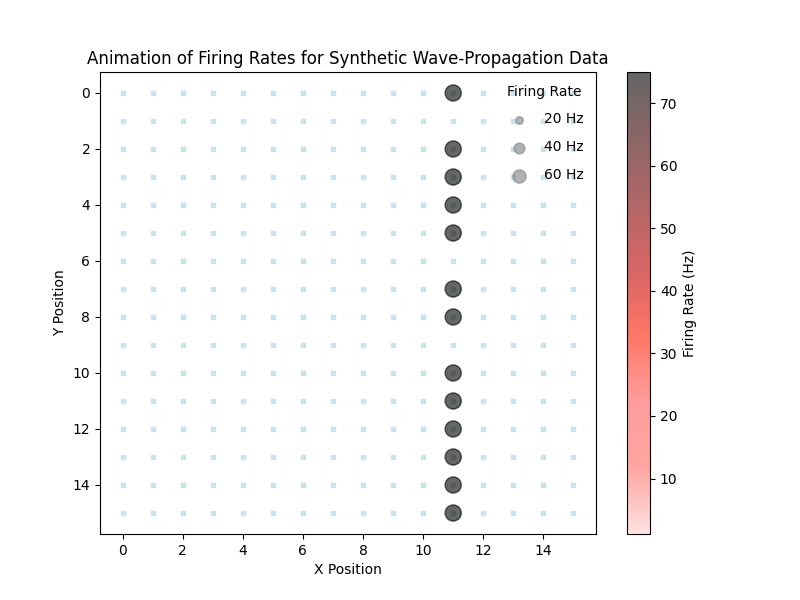 Animation of Firing Rates for Synthetic Wave-Propagation Data
Firing Rate
20 Hz
40 Hz
60 Hz
Y Position
0
2
4
6
8
10
12
14
0 2 4 6 8 10 12 14
X Position
70
60
50
40
30
20
10
Firing Rate (Hz)